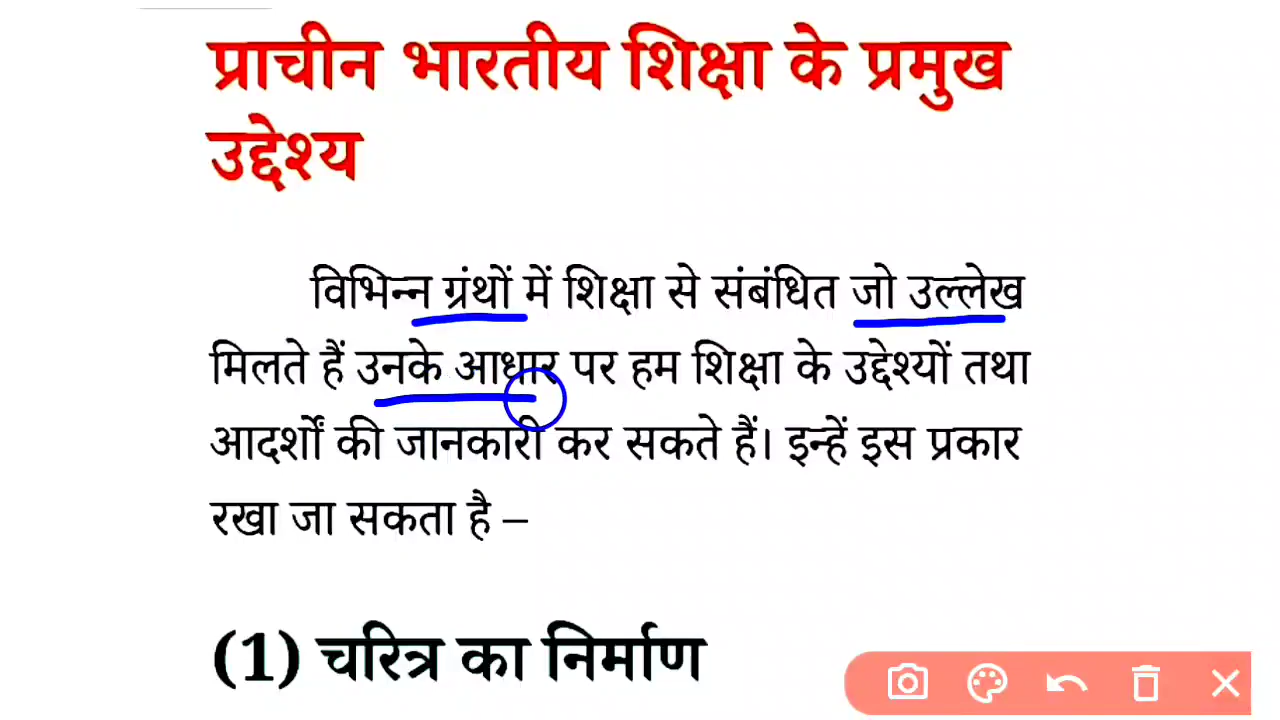 प्राचीन भारतीय शिक्षा के प्रमुख
उद्देश्य
विभिन्न ग्रंथों में शिक्षा से संबंधित जो उल्लेख
मिलते हैं उनके आधार पर हम शिक्षा के उद्देश्यों तथा
आदर्शों की जानकारी कर सकते हैं। इन्हें इस प्रकार
रखा जा सकता है –
(1) चरित्र का निर्माण